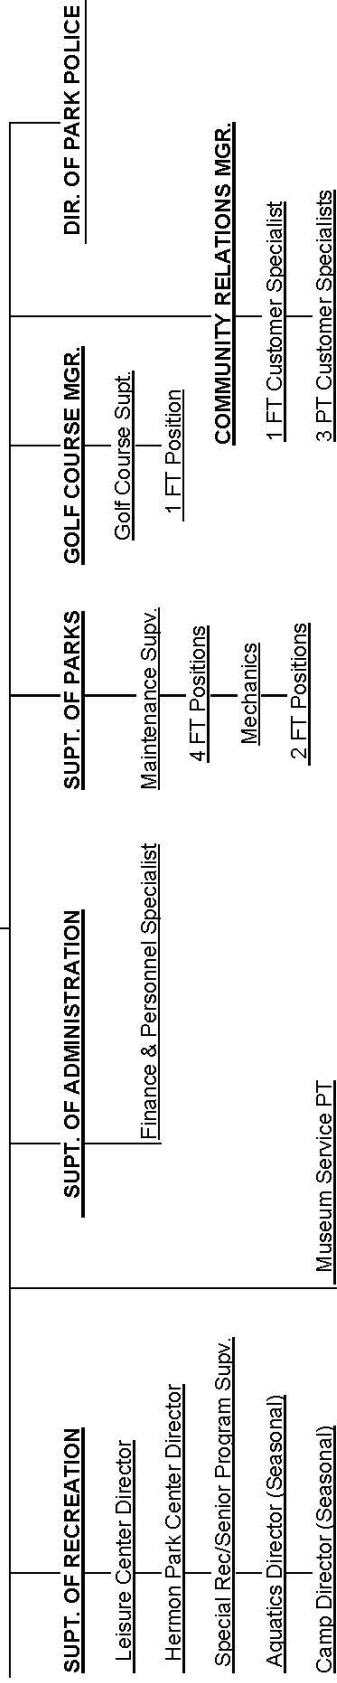 SUPT. OF RECREATION
Leisure Center Director
Hermon Park Center Director
Special Rec/Senior Program Supv.
Aquatics Director (Seasonal)
Camp Director (Seasonal)
Museum Service PT
SUPT. OF ADMINISTRATION
Finance & Personnel Specialist
SUPT. OF PARKS
Maintenance Supv.
4 FT Positions
Mechanics
2 FT Positions
GOLF COURSE MGR.
Golf Course Supt.
1 FT Position
COMMUNITY RELATIONS MGR.
1 FT Customer Specialist
3 PT Customer Specialists
DIR. OF PARK POLICE